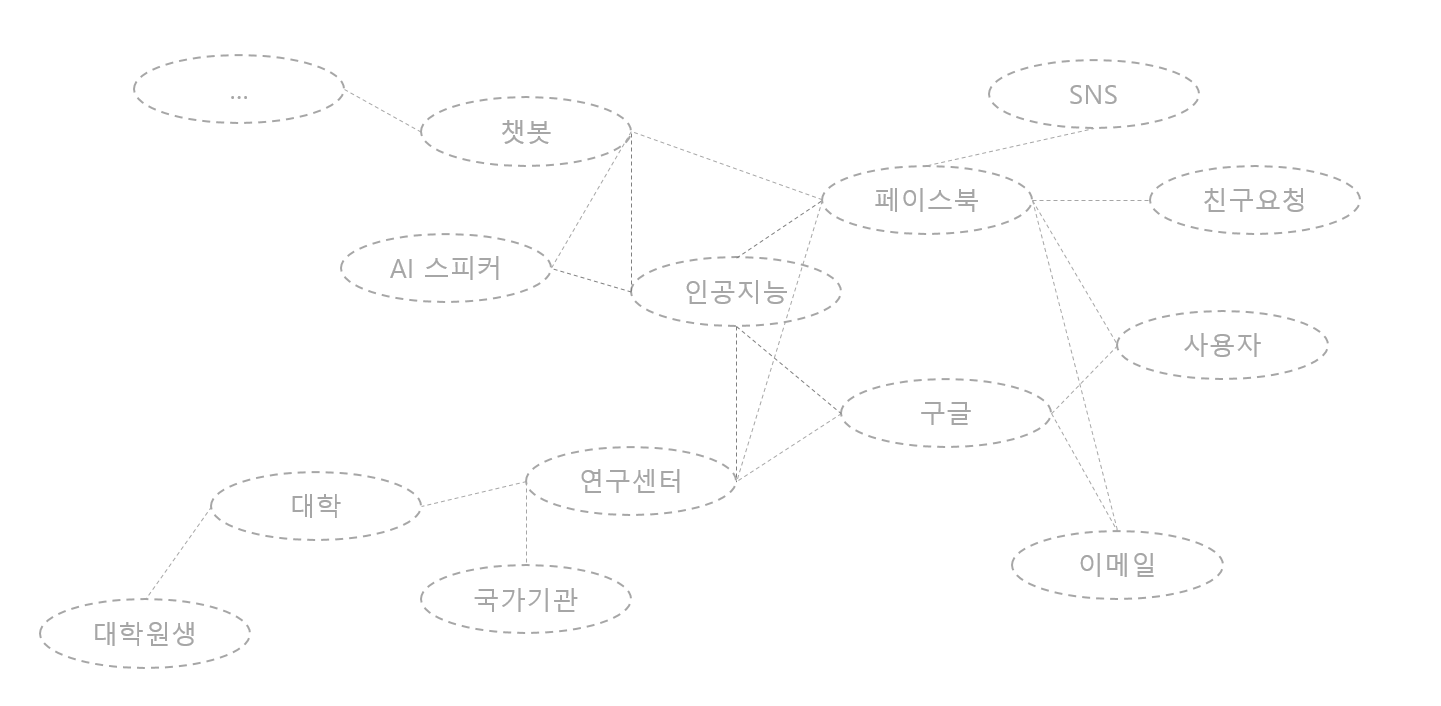 ...
SNS
챗봇
페이스북
친구요청
AI 스피커
인공지능
사용자
구글
연구센터
대학
이메일
국가기관
대학원생